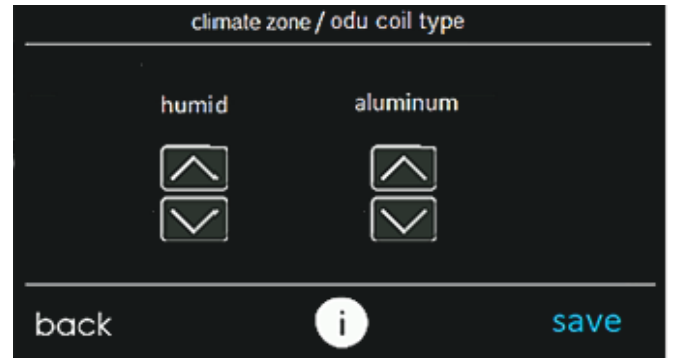 climate zone / odu coil type
humid aluminum
back i save